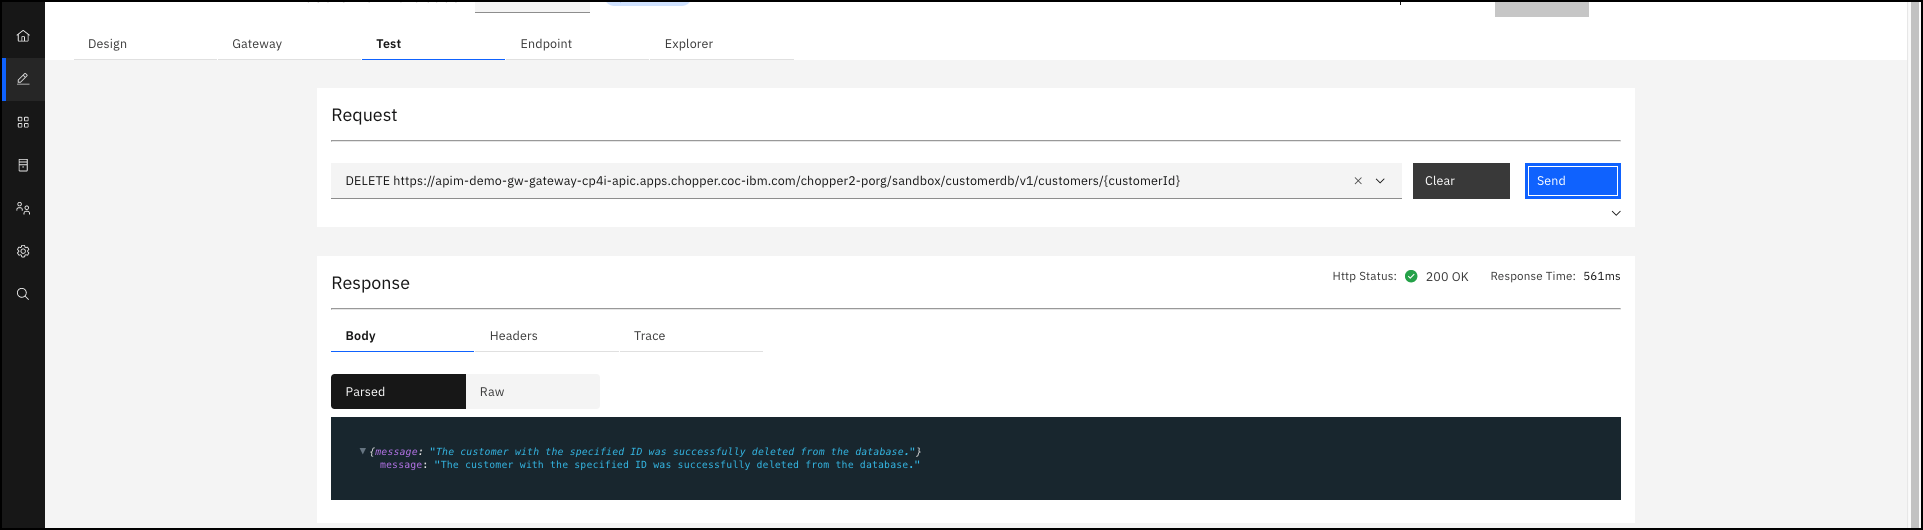 Design Gateway Test Endpoint Explorer
Request
DELETE https://apim-demo-gw-gateway-cp4i-apic.apps.chopper.coc-ibm.com/chopper2-porg/sandbox/customerdb/v1/customers/{customerId} Clear Send
Response Http Status: 200 OK Response Time: 561ms
Body Headers Trace
Parsed Raw
{message: "The customer with the specified ID was successfully deleted from the database."}
message: "The customer with the specified ID was successfully deleted from the database."